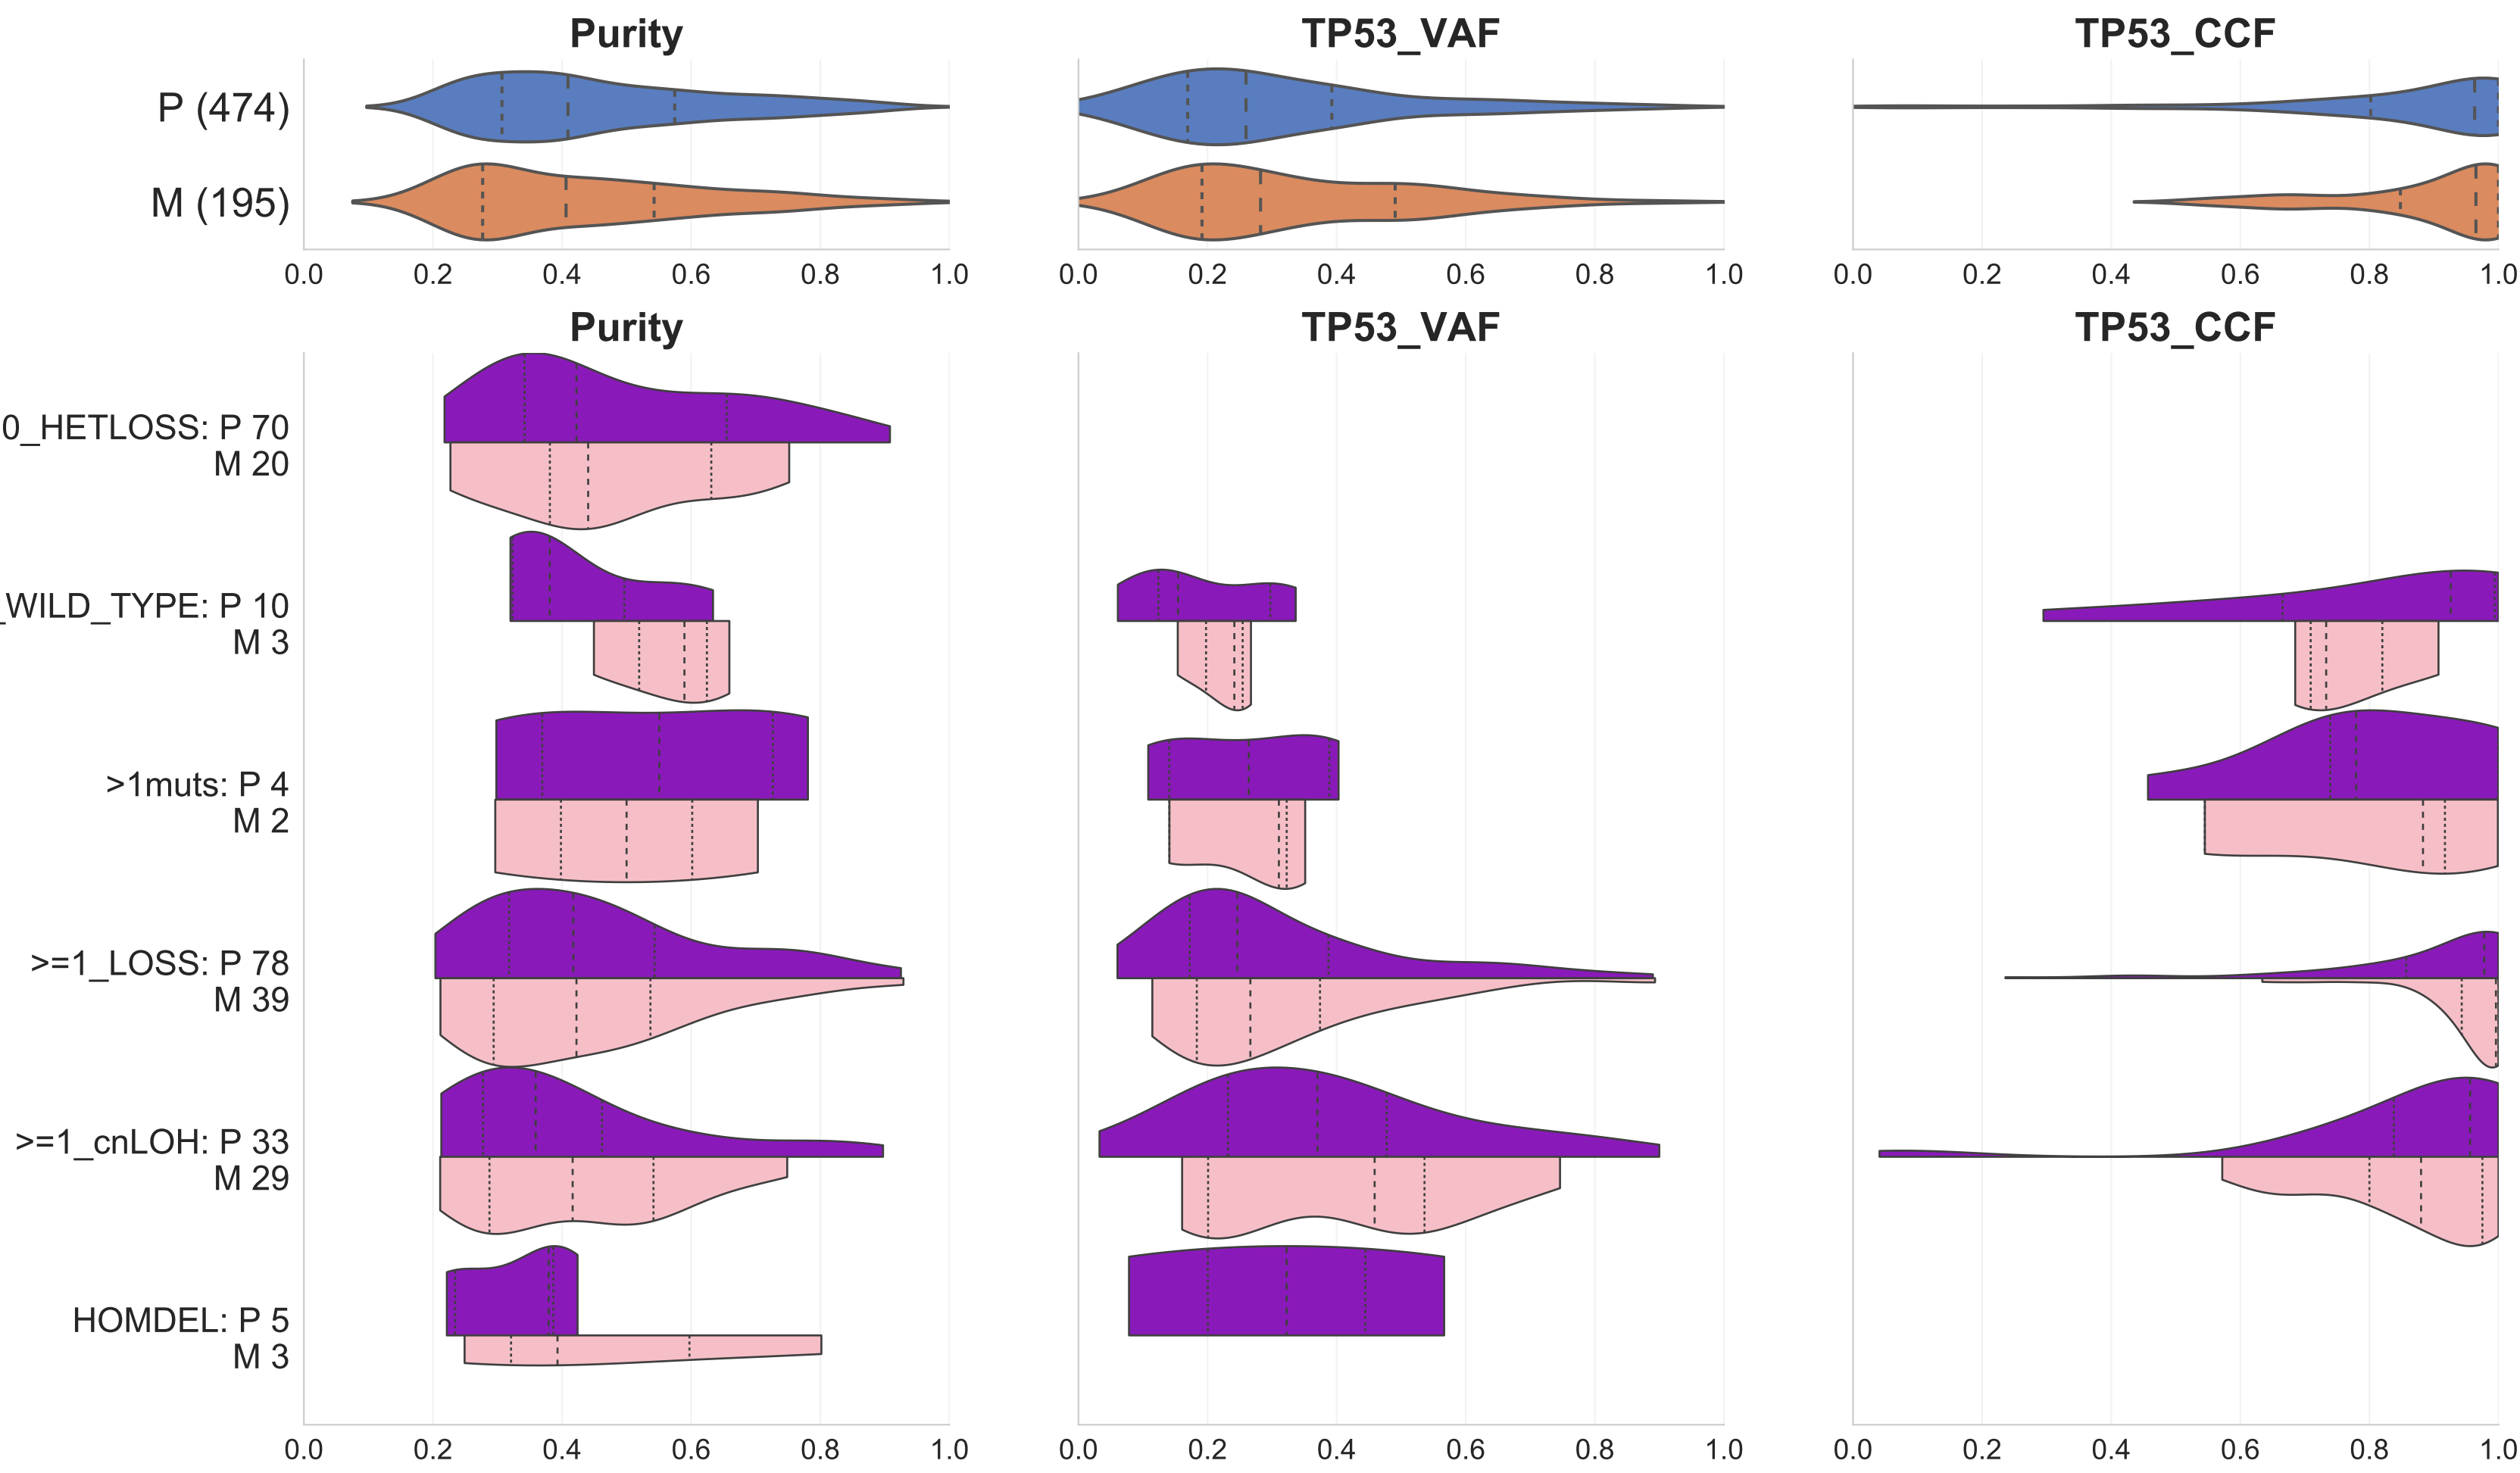 Purity TP53_VAF TP53_CCF
P (474)
M (195)
0.0 0.2 0.4 0.6 0.8 1.0 0.0 0.2 0.4 0.6 0.8 1.0 0.0 0.2 0.4 0.6 0.8 1.0
Purity TP53_VAF TP53_CCF
0_HETLOSS: P 70
M 20
_WILD_TYPE: P 10
M 3
>1muts: P 4
M 2
>=1_LOSS: P 78
M 39
>=1_cnLOH: P 33
M 29
HOMDEL: P 5
M 3
0.0 0.2 0.4 0.6 0.8 1.0 0.0 0.2 0.4 0.6 0.8 1.0 0.0 0.2 0.4 0.6 0.8 1.0